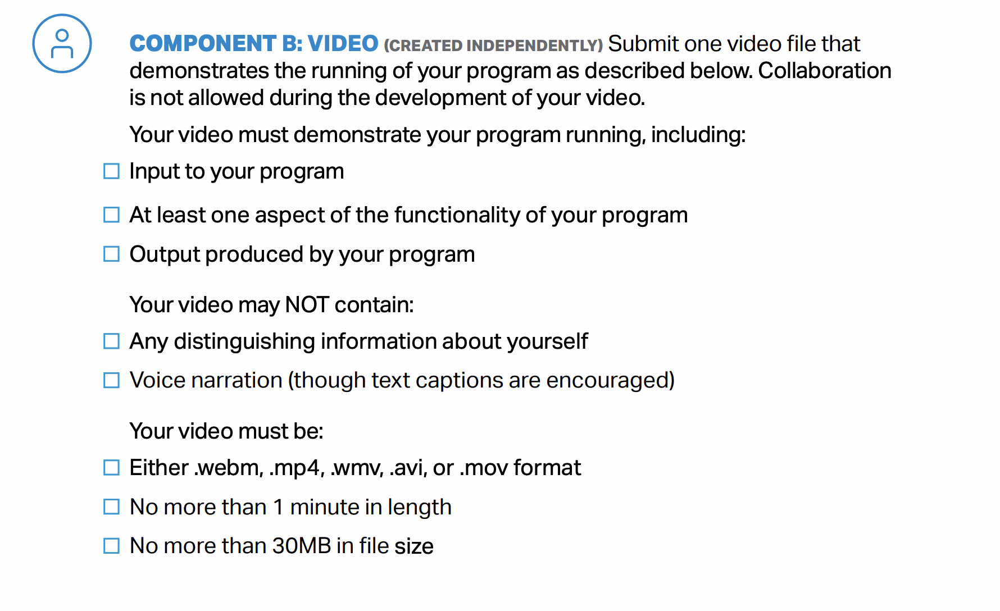 COMPONENT B: VIDEO (CREATED INDEPENDENTLY) Submit one video file that
demonstrates the running of your program as described below. Collaboration
is not allowed during the development of your video.
Your video must demonstrate your program running, including:
Input to your program
At least one aspect of the functionality of your program
Output produced by your program
Your video may NOT contain:
Any distinguishing information about yourself
Voice narration (though text captions are encouraged)
Your video must be:
Either .webm, .mp4, .wmv, .avi, or .mov format
No more than 1 minute in length
No more than 30MB in file size